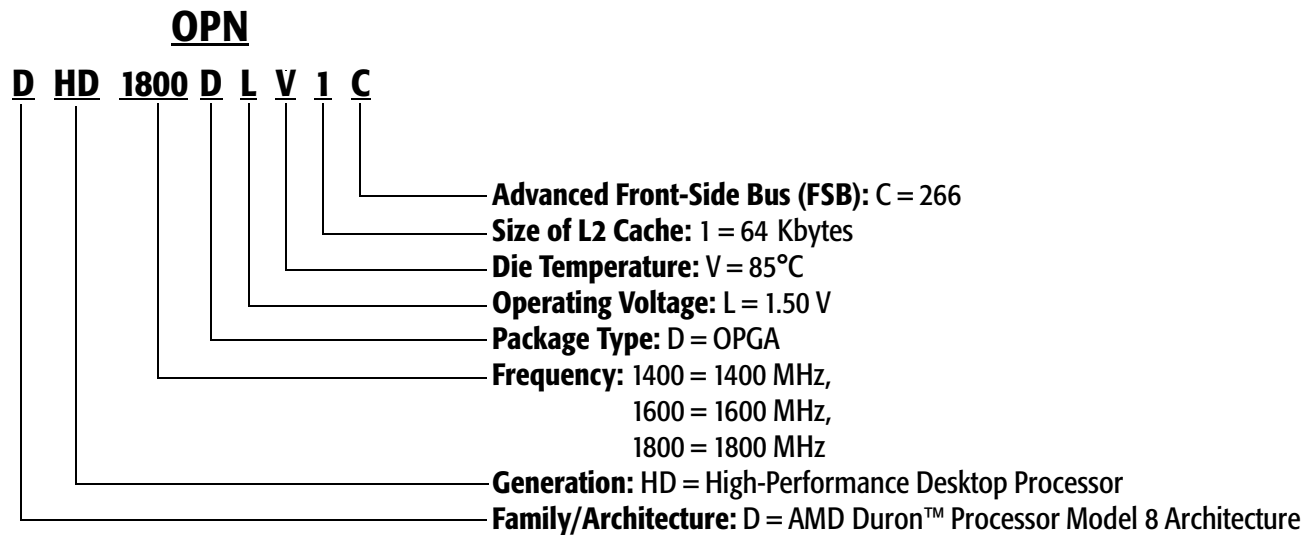 OPN
D HD 1800 D L V 1 C
Advanced Front-Side Bus (FSB): C = 266
Size of L2 Cache: 1 = 64 Kbytes
Die Temperature: V = 85°C
Operating Voltage: L = 1.50 V
Package Type: D = OPGA
Frequency: 1400 = 1400 MHz,
1600 = 1600 MHz,
1800 = 1800 MHz
Generation: HD = High-Performance Desktop Processor
Family/Architecture: D = AMD Duron™ Processor Model 8 Architecture